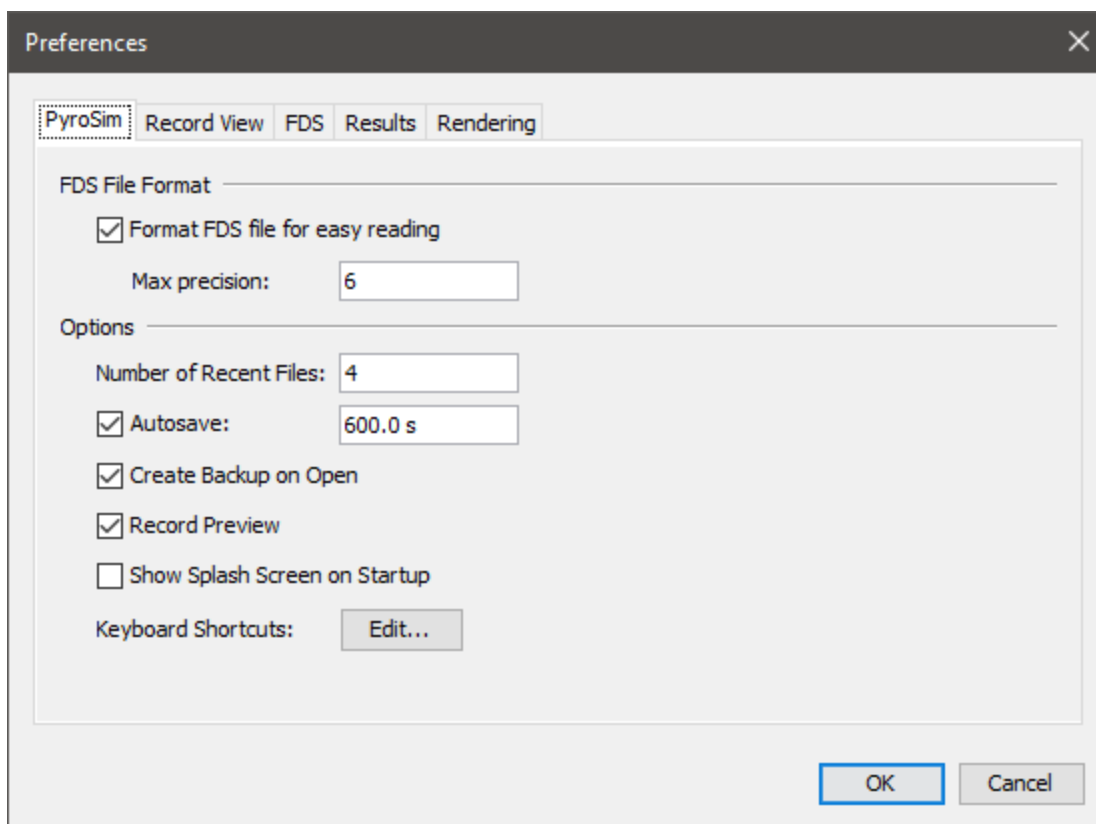 Preferences
PyroSim Record View FDS Results Rendering
FDS File Format
Format FDS file for easy reading
Max precision: 6
Options
Number of Recent Files: 4
Autosave: 600.0 s
Create Backup on Open
Record Preview
Show Splash Screen on Startup
Keyboard Shortcuts: Edit...
OK Cancel